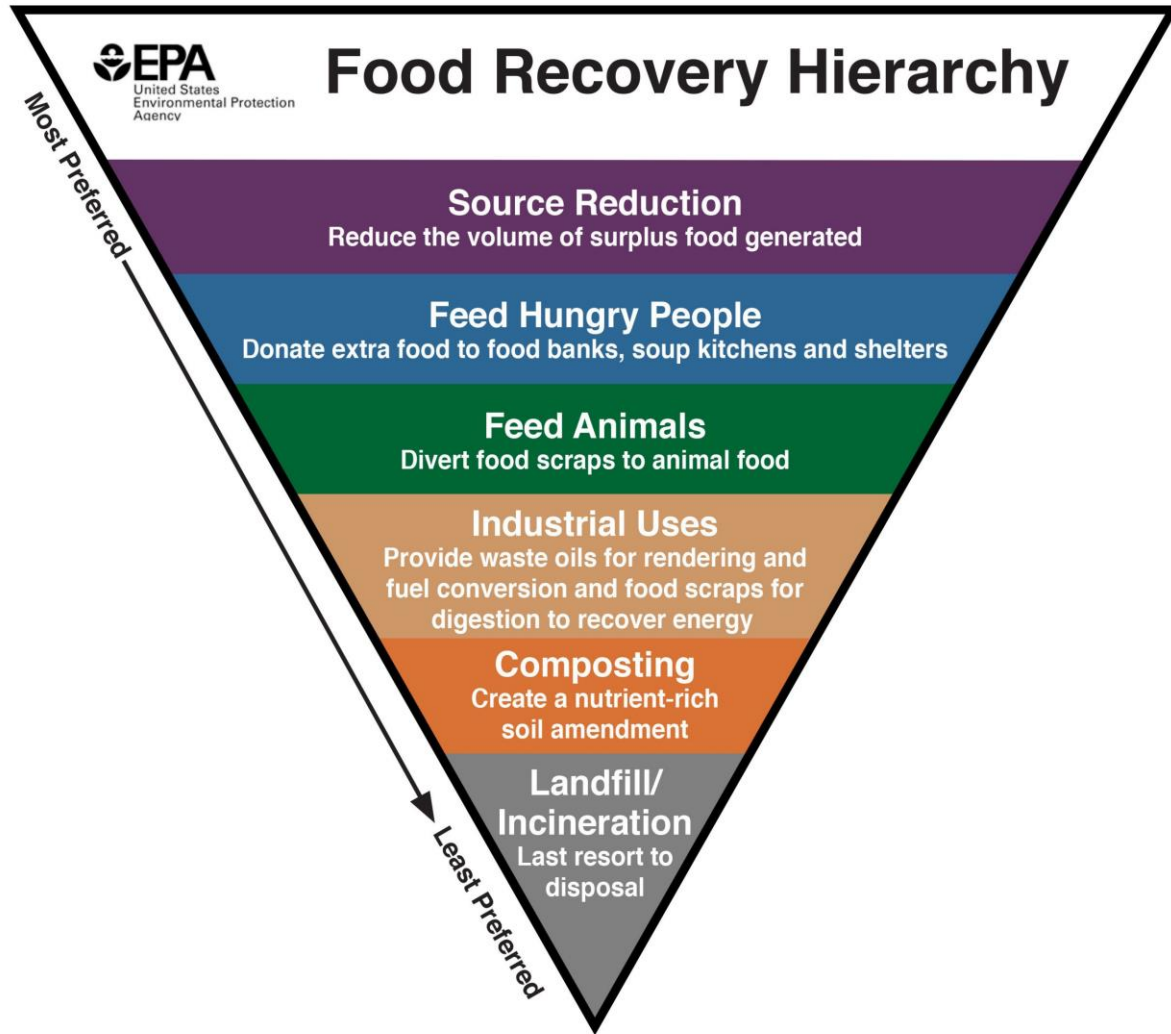 EPA
United States
Environmental Protection
Agency
Food Recovery Hierarchy
Most Preferred
Source Reduction
Reduce the volume of surplus food generated
Feed Hungry People
Donate extra food to food banks, soup kitchens and shelters
Feed Animals
Divert food scraps to animal food
Industrial Uses
Provide waste oils for rendering and
fuel conversion and food scraps for
digestion to recover energy
Composting
Create a nutrient-rich
soil amendment
Landfill/
Incineration
Last resort to
disposal
Least Preferred